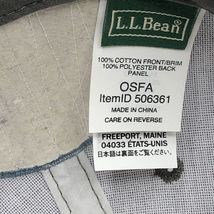 L.L.Bean
100% COTTON FRONT/BRIM
100% POLYESTER BACK
PANEL
OSFA
ItemID 506361
MADE IN CHINA
CARE ON REVERSE
FREEPORT, MAINE
04033 ÉTATS-UNIS
日本語は裏面をご覧ください